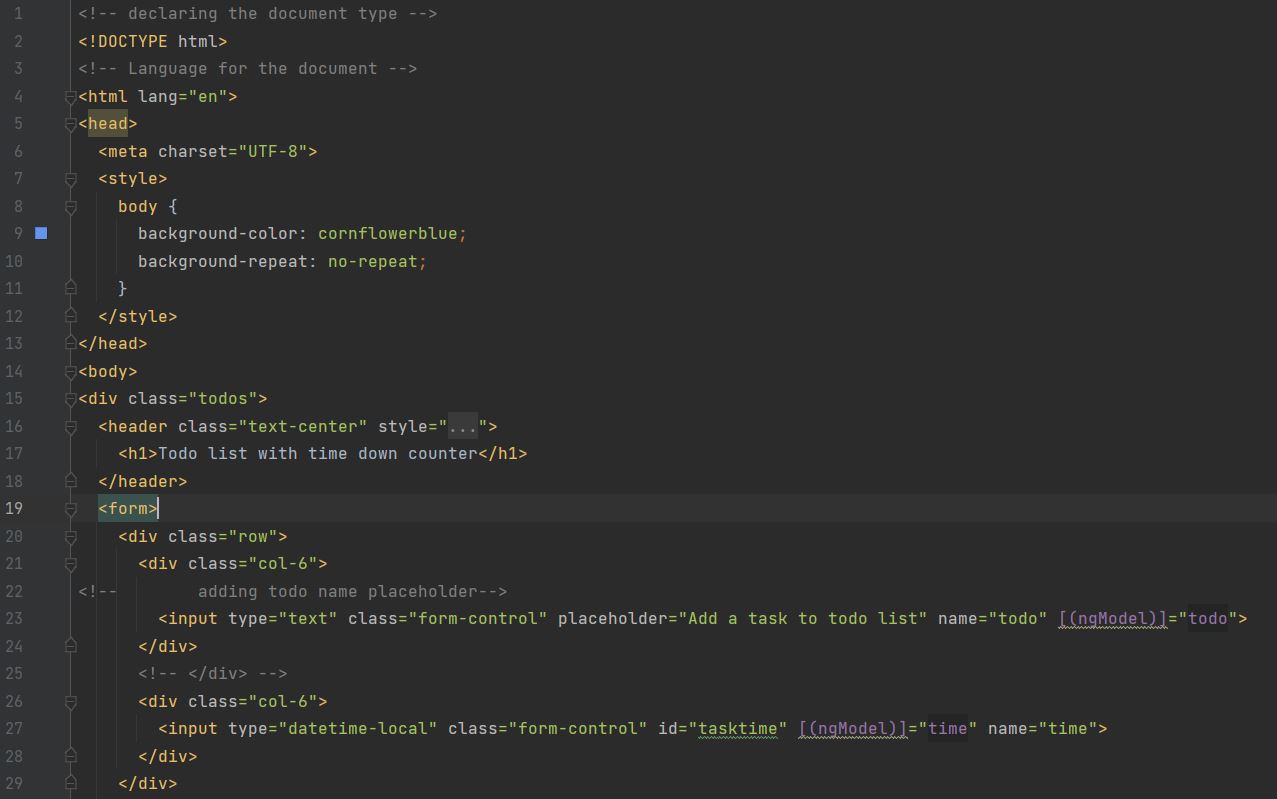 1 <!-- declaring the document type -->
2 <!DOCTYPE html>
3 <!-- Language for the document -->
4 <html lang="en">
5 <head>
6 <meta charset="UTF-8">
7 <style>
8 body {
9 background-color: cornflowerblue;
10 background-repeat: no-repeat;
11 }
12 </style>
13 </head>
14 <body>
15 <div class="todos">
16 <header class="text-center" style="...">
17 <h1>Todo list with time down counter</h1>
18 </header>
19 <form>
20 <div class="row">
21 <div class="col-6">
22 <!-- adding todo name placeholder-->
23 <input type="text" class="form-control" placeholder="Add a task to todo list" name="todo" [(ngModel)]="todo">
24 </div>
25 <!-- </div> -->
26 <div class="col-6">
27 <input type="datetime-local" class="form-control" id="tasktime" [(ngModel)]="time" name="time">
28 </div>
29 </div>